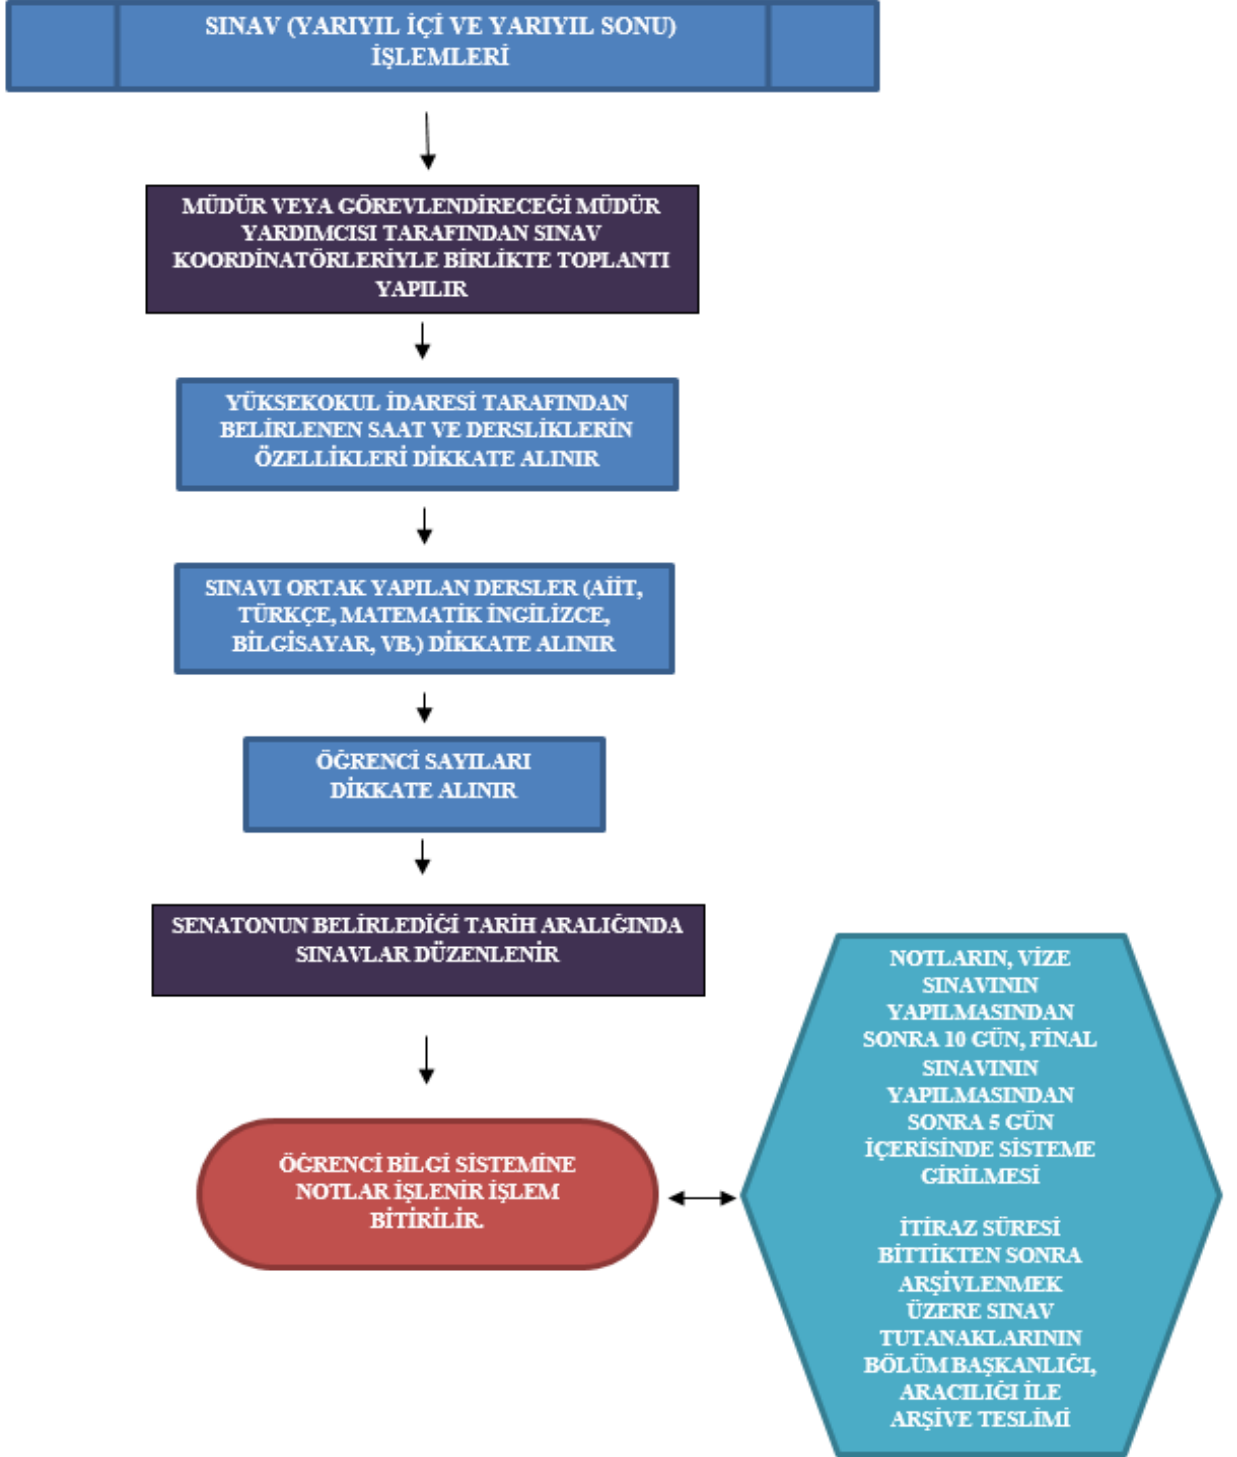 SINAV (YARIYIL İÇİ VE YARIYIL SONU)
İŞLEMLERİ
MÜDÜR VEYA GÖREVLENDİRECEĞİ MÜDÜR
YARDIMCISI TARAFINDAN SINAV
KOORDİNATÖRLERİYLE BİRLİKTE TOPLANTI
YAPILIR
YÜKSEKOKUL İDARESİ TARAFINDAN
BELİRLENEN SAAT VE DERSLİKLERİN
ÖZELLİKLERİ DİKKATE ALINIR
SINAVI ORTAK YAPILAN DERSLER (AİİT,
TÜRKÇE, MATEMATİK İNGİLİZCE,
BİLGİSAYAR, VB.) DİKKATE ALINIR
ÖĞRENCİ SAYILARI
DİKKATE ALINIR
SENATONUN BELİRLEDİĞİ TARİH ARALIĞINDA
SINAVLAR DÜZENLENİR
ÖĞRENCİ BİLGİ SİSTEMİNE
NOTLAR İŞLENİR İŞLEM
BİTİRİLİR.
NOTLARIN, VİZE
SINAVININ
YAPILMASINDAN
SONRA 10 GÜN, FİNAL
SINAVININ
YAPILMASINDAN
SONRA 5 GÜN
İÇERİSİNDE SİSTEME
GİRİLMESİ
İTİRAZ SÜRESİ
BİTTİKTEN SONRA
ARŞİVLENMEK
ÜZERE SINAV
TUTANAKLARININ
BÖLÜM BAŞKANLIĞI,
ARACILIĞI İLE
ARŞİVE TESLİMİ